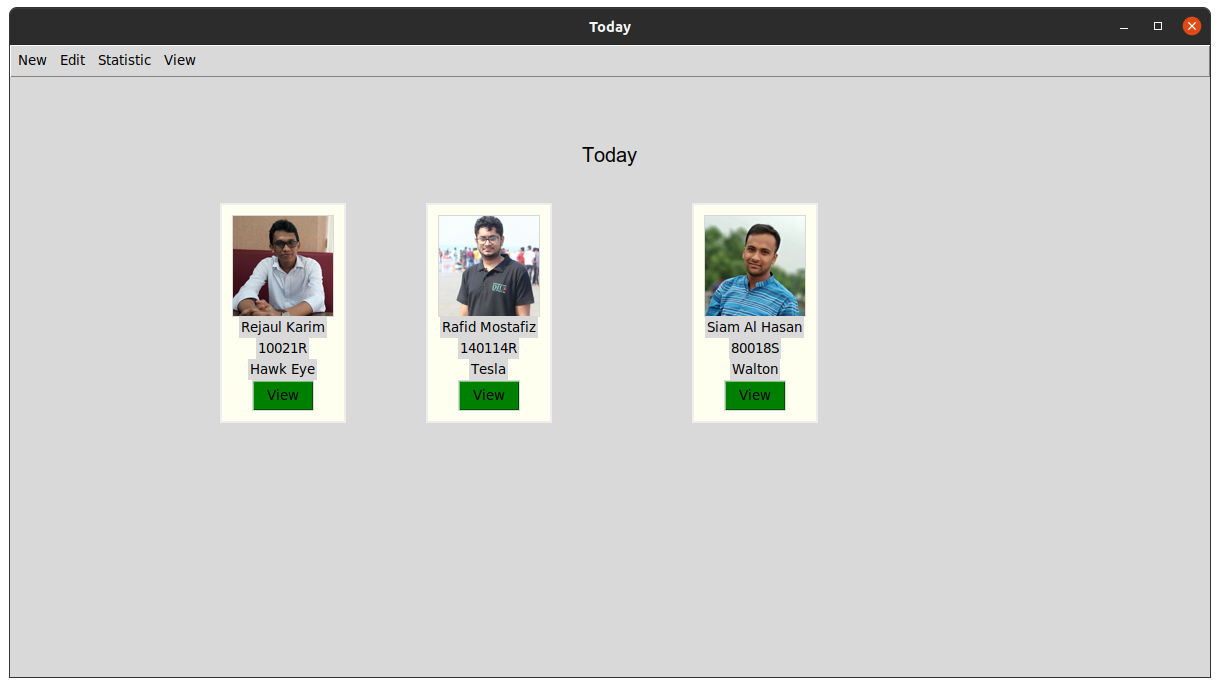 Today
New Edit Statistic View
Today
Rejaul Karim
10021R
Hawk Eye
View
Rafid Mostafiz
140114R
Tesla
View
Siam Al Hasan
80018S
Walton
View